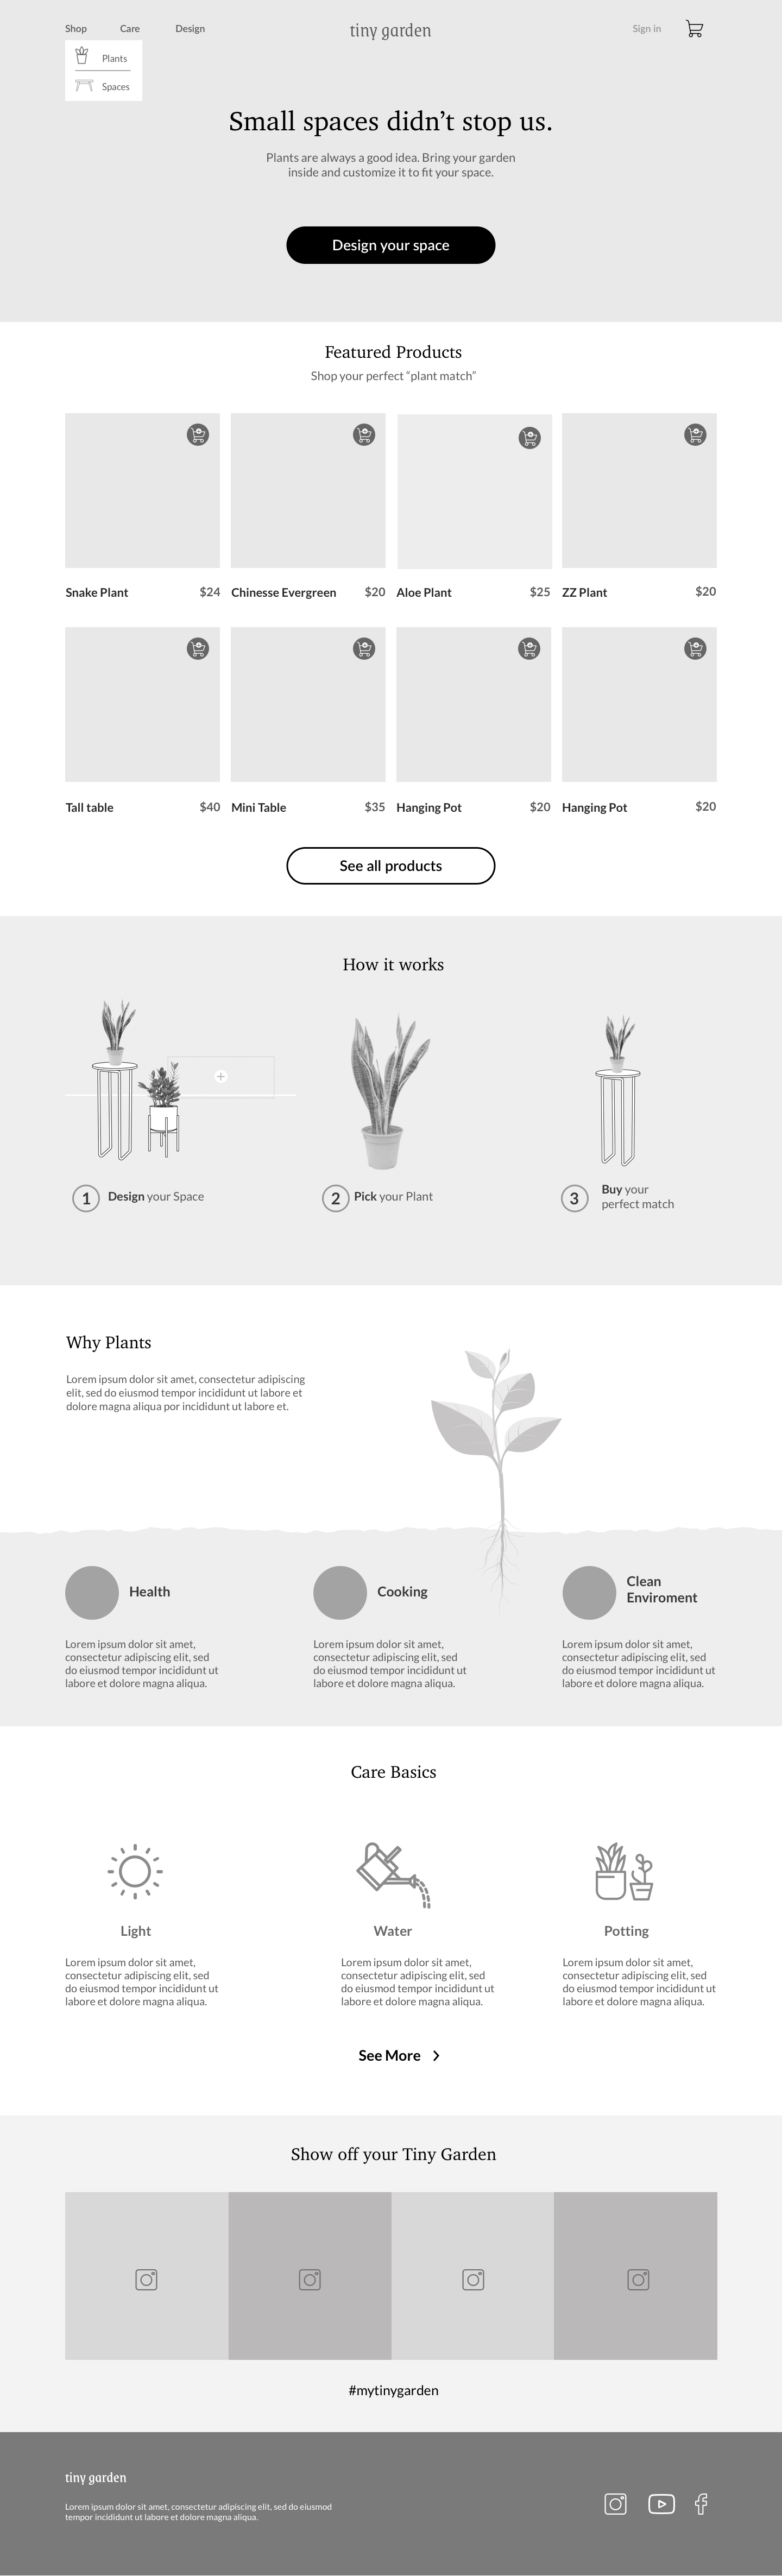 Shop
Care
Design
tiny garden
Sign in
Plants
Spaces
Small spaces didn’t stop us.
Plants are always a good idea. Bring your garden
inside and customize it to fit your space.
Design your space
Featured Products
Shop your perfect “plant match”
Snake Plant $24
Chinesse Evergreen $20
Aloe Plant $25
ZZ Plant $20
Tall table $40
Mini Table $35
Hanging Pot $20
Hanging Pot $20
See all products
How it works
1 Design your Space
2 Pick your Plant
3 Buy your
perfect match
Why Plants
Lorem ipsum dolor sit amet, consectetur adipiscing
elit, sed do eiusmod tempor incididunt ut labore et
dolore magna aliqua por incididunt ut labore et.
Health
Lorem ipsum dolor sit amet,
consectetur adipiscing elit, sed
do eiusmod tempor incididunt ut
labore et dolore magna aliqua.
Cooking
Lorem ipsum dolor sit amet,
consectetur adipiscing elit, sed
do eiusmod tempor incididunt ut
labore et dolore magna aliqua.
Clean
Enviroment
Lorem ipsum dolor sit amet,
consectetur adipiscing elit, sed
do eiusmod tempor incididunt ut
labore et dolore magna aliqua.
Care Basics
Light
Lorem ipsum dolor sit amet,
consectetur adipiscing elit, sed
do eiusmod tempor incididunt ut
labore et dolore magna aliqua.
Water
Lorem ipsum dolor sit amet,
consectetur adipiscing elit, sed
do eiusmod tempor incididunt ut
labore et dolore magna aliqua.
Potting
Lorem ipsum dolor sit amet,
consectetur adipiscing elit, sed
do eiusmod tempor incididunt ut
labore et dolore magna aliqua.
See More
Show off your Tiny Garden
#mytinygarden
tiny garden
Lorem ipsum dolor sit amet, consectetur adipiscing elit, sed do eiusmod
tempor incididunt ut labore et dolore magna aliqua.